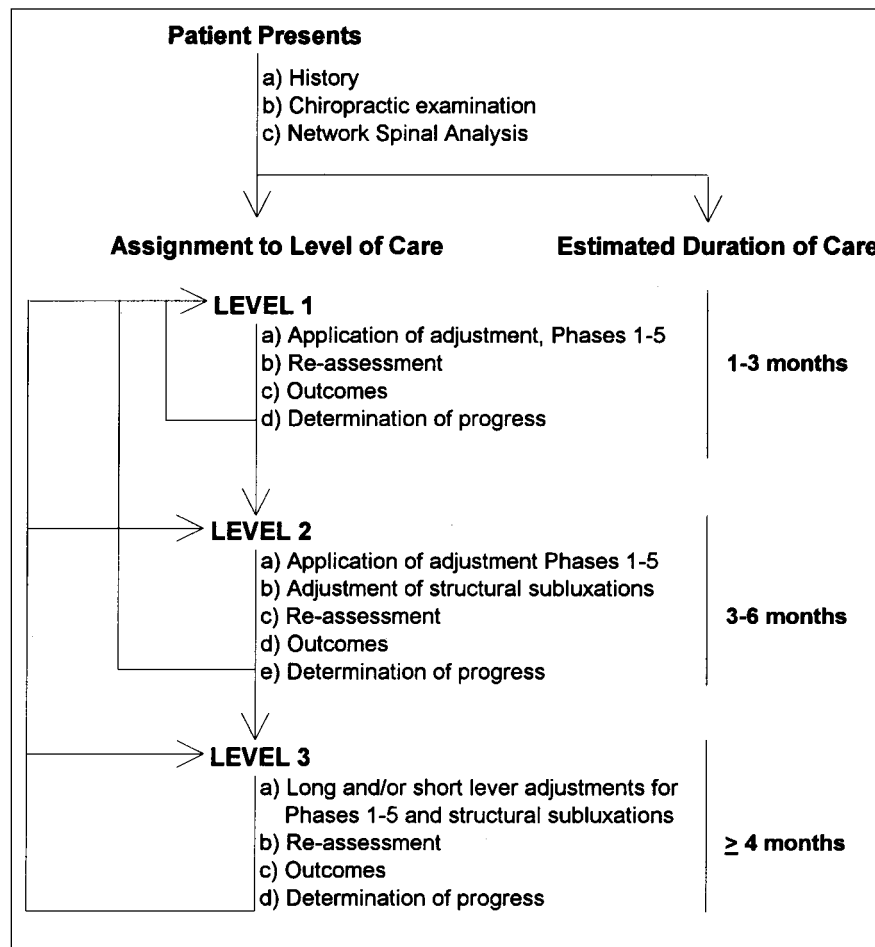 Patient Presents
a) History
b) Chiropractic examination
c) Network Spinal Analysis
Assignment to Level of Care
Estimated Duration of Care
LEVEL 1
a) Application of adjustment, Phases 1-5
b) Re-assessment
c) Outcomes
d) Determination of progress
1-3 months
LEVEL 2
a) Application of adjustment Phases 1-5
b) Adjustment of structural subluxations
c) Re-assessment
d) Outcomes
e) Determination of progress
3-6 months
LEVEL 3
a) Long and/or short lever adjustments for
Phases 1-5 and structural subluxations
b) Re-assessment
c) Outcomes
d) Determination of progress
≥ 4 months